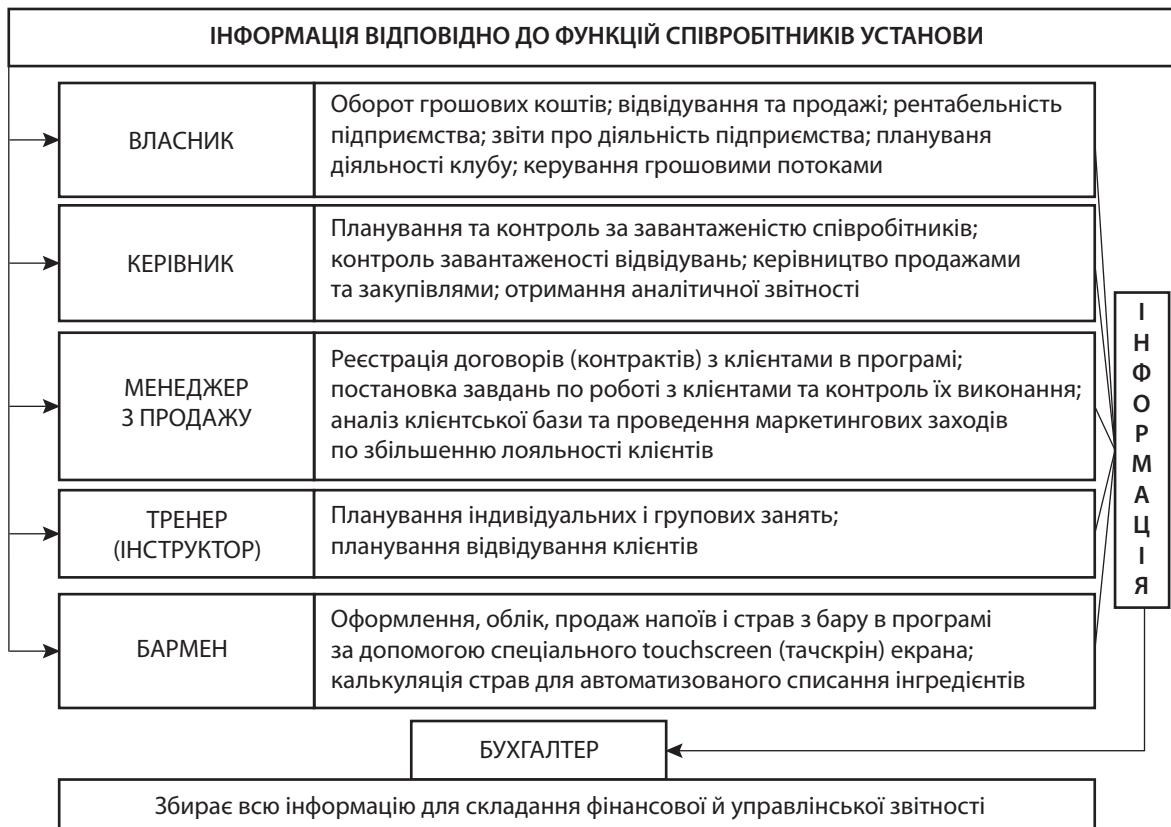 ІНФОРМАЦІЯ ВІДПОВІДНО ДО ФУНКЦІЙ СПІВРОБІТНИКІВ УСТАНОВИ
ВЛАСНИК
Оборот грошових коштів; відвідування та продажі; рентабельність
підприємства; звіти про діяльність підприємства; плануваня
діяльності клубу; керування грошовими потоками
КЕРІВНИК
Планування та контроль за завантаженістю співробітників;
контроль завантаженості відвідувань; керівництво продажами
та закупівлями; отримання аналітичної звітності
МЕНЕДЖЕР
З ПРОДАЖУ
Реєстрація договорів (контрактів) з клієнтами в програмі;
постановка завдань по роботі з клієнтами та контроль їх виконання;
аналіз клієнтської бази та проведення маркетингових заходів
по збільшенню лояльності клієнтів
ТРЕНЕР
(ІНСТРУКТОР)
Планування індивідуальних і групових занять;
планування відвідування клієнтів
БАРМЕН
Оформлення, облік, продаж напоїв і страв з бару в програмі
за допомогою спеціального touchscreen (тачскрін) екрана;
калькуляція страв для автоматизованого списання інгредієнтів
ІНФОРМАЦІЯ
БУХГАЛТЕР
Збирає всю інформацію для складання фінансової й управлінської звітності